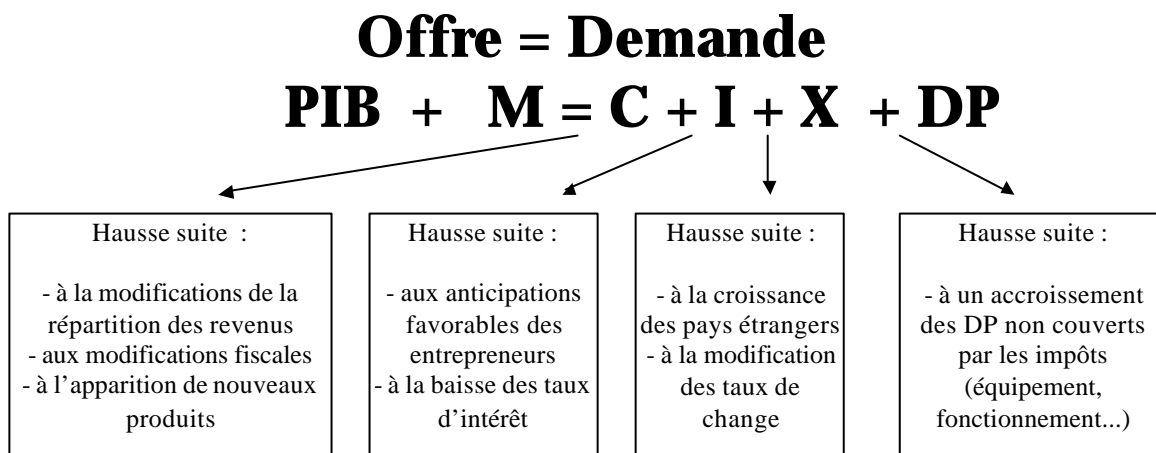 Offre = Demande
PIB + M = C + I + X + DP
Hausse suite :
- à la modifications de la
répartition des revenus
- aux modifications fiscales
- à l’apparition de nouveaux
produits
Hausse suite :
- aux anticipations
favorables des
entrepreneurs
- à la baisse des taux
d’intérêt
Hausse suite :
- à la croissance
des pays étrangers
- à la modification
des taux de
change
Hausse suite :
- à un accroissement
des DP non couverts
par les impôts
(équipement,
fonctionnement...)